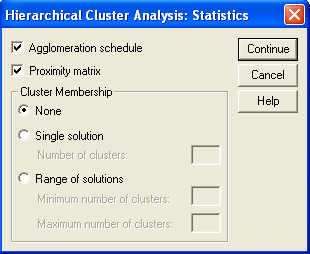 Hierarchical Cluster Analysis: Statistics
Agglomeration schedule
Continue
Proximity matrix
Cancel
Cluster Membership
Help
None
Single solution
Number of clusters:
Range of solutions
Minimum number of clusters:
Maximum number of clusters: